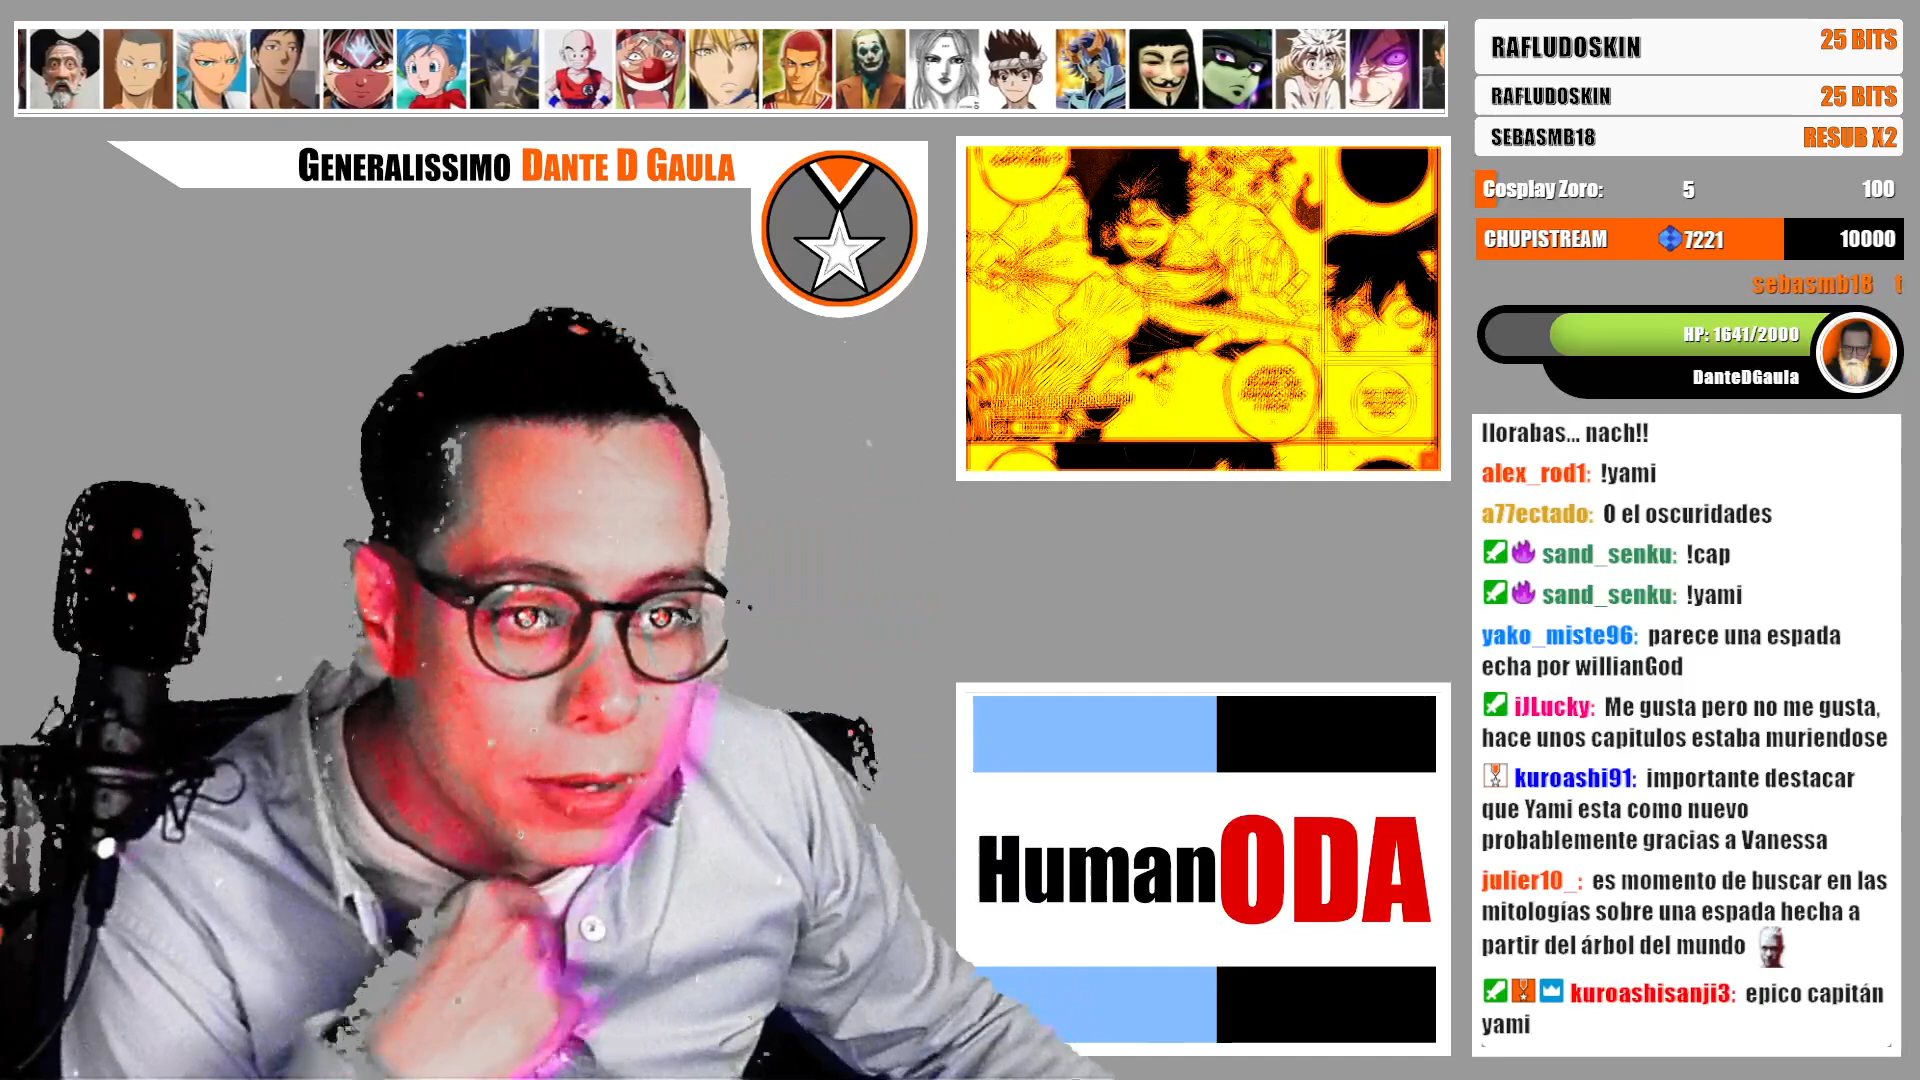 GENERALISSIMO DANTE D GAULA
RAFLUDOSKIN 25 BITS
RAFLUDOSKIN 25 BITS
SEBASMB18 RESUB X2
Cosplay Zoro: 5 100
CHUPISTREAM 7221 10000
sebasmb18 t
HP: 1641/2000
DanteDGaula
llorabas... nach!!
alex_rod1: !yami
a77ectado: O el oscuridades
sand_senku: !cap
sand_senku: !yami
yako_miste96: parece una espada
echa por willianGod
iJLucky: Me gusta pero no me gusta,
hace unos capitulos estaba muriendose
kuroashi91: importante destacar
que Yami esta como nuevo
probablemente gracias a Vanessa
julier10_: es momento de buscar en las
mitologías sobre una espada hecha a
partir del árbol del mundo
kuroashisanji3: epico capitán
yami
HumanODA